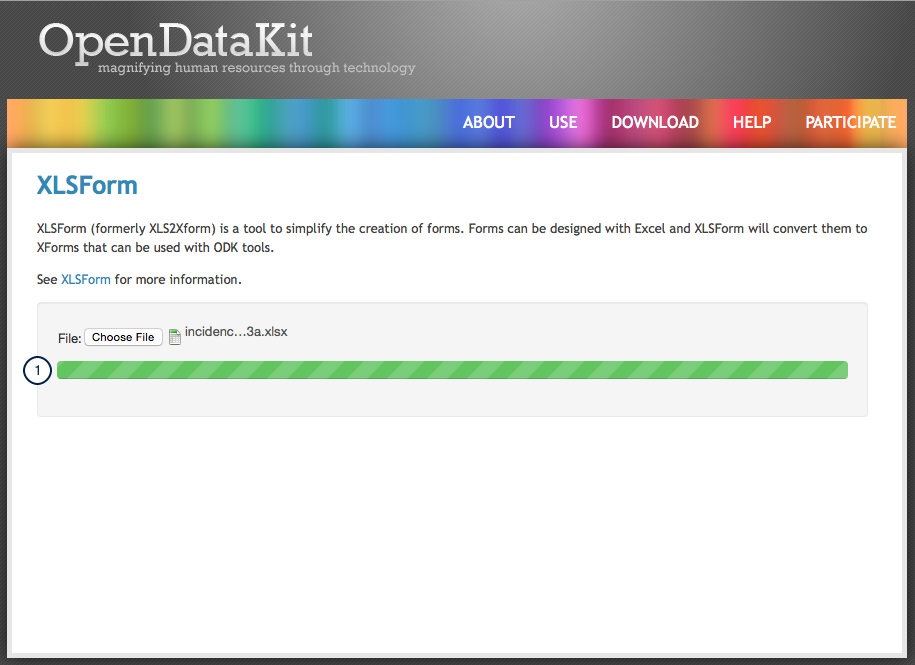 OpenDataKit
magnifying human resources through technology
ABOUT USE DOWNLOAD HELP PARTICIPATE
XLSForm
XLSForm (formerly XLS2Xform) is a tool to simplify the creation of forms. Forms can be designed with Excel and XLSForm will convert them to
XForms that can be used with ODK tools.
See XLSForm for more information.
File: Choose File incidenc...3a.xlsx
1